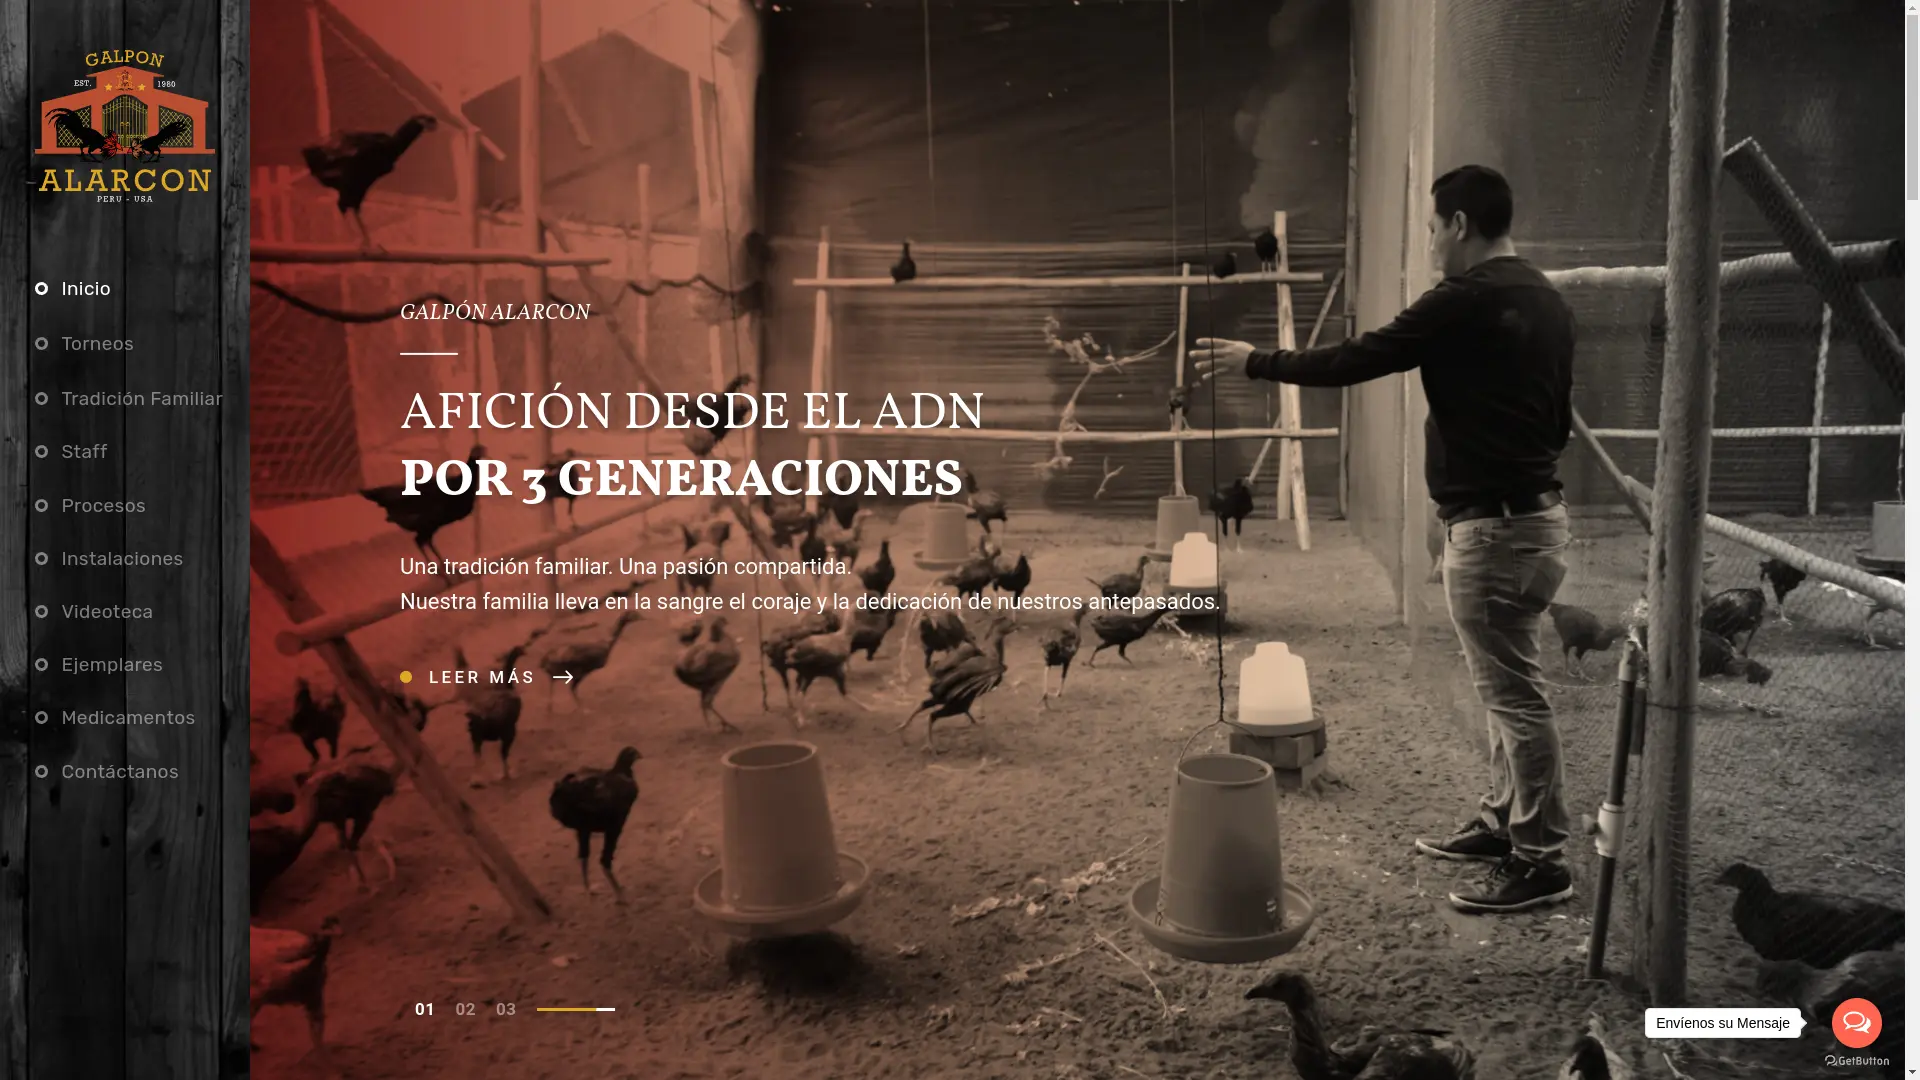 GALPON
EST. 1980
ALARCON
PERU - USA
Inicio
Torneos
Tradición Familiar
Staff
Procesos
Instalaciones
Videoteca
Ejemplares
Medicamentos
Contáctanos
GALPÓN ALARCON
AFICIÓN DESDE EL ADN
POR 3 GENERACIONES
Una tradición familiar. Una pasión compartida.
Nuestra familia lleva en la sangre el coraje y la dedicación de nuestros antepasados.
LEER MÁS
01 02 03
Envíenos su Mensaje
GetButton